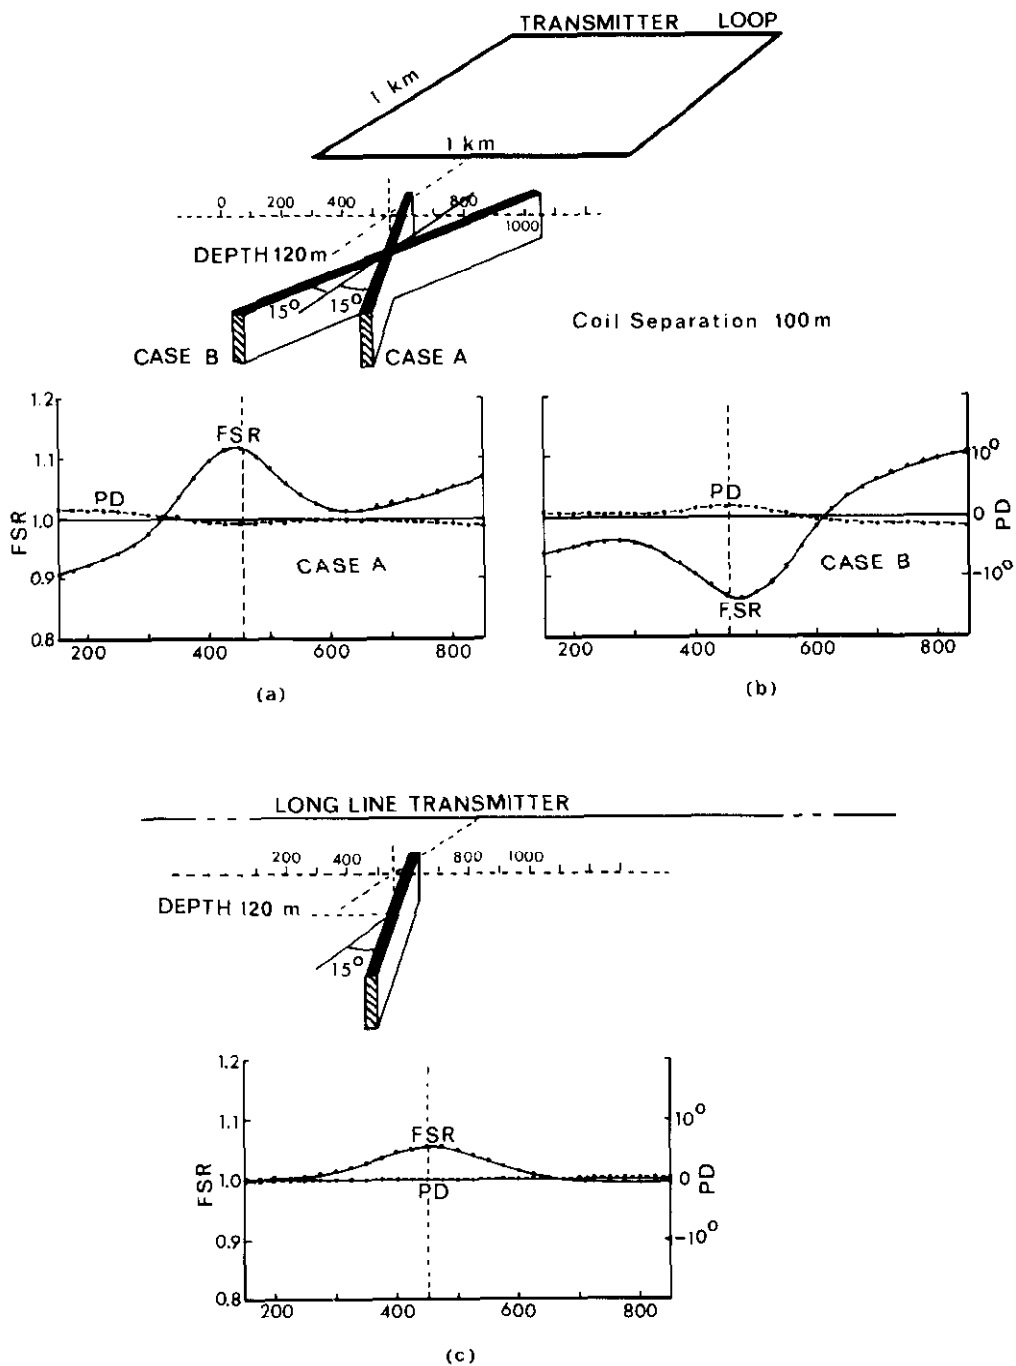 TRANSMITTER LOOP
1 km
1 km
0 200 400 800
1000
DEPTH 120 m
15° 15°
Coil Separation 100 m
CASE B CASE A
1.2
1.1
1.0
0.9
0.8
FSR
FSR
PD
CASE A
200 400 600 800
(a)
PD
FSR
CASE B
10°
0
-10°
PD
200 400 600 800
(b)
LONG LINE TRANSMITTER
200 400 800 1000
DEPTH 120 m
15°
1.2
1.1
1.0
0.9
0.8
FSR
FSR
PD
10°
0
-10°
PD
200 400 600 800
(c)